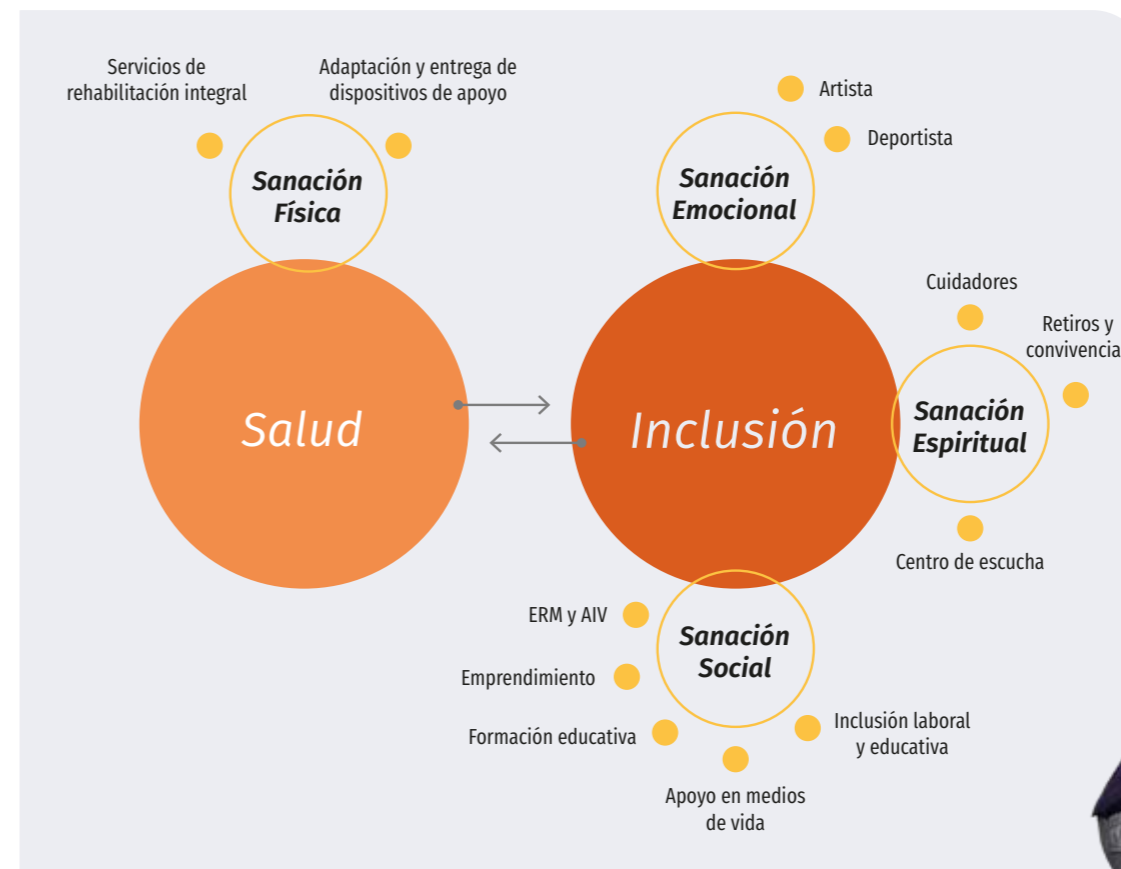 Servicios de
rehabilitación integral
Adaptación y entrega de
dispositivos de apoyo
Sanación
Física
Salud
Artista
Deportista
Sanación
Emocional
Inclusión
Cuidadores
Retiros y
convivencia
Sanación
Espiritual
Centro de escucha
Sanación
Social
ERM y AIV
Emprendimiento
Formación educativa
Apoyo en medios
de vida
Inclusión laboral
y educativa